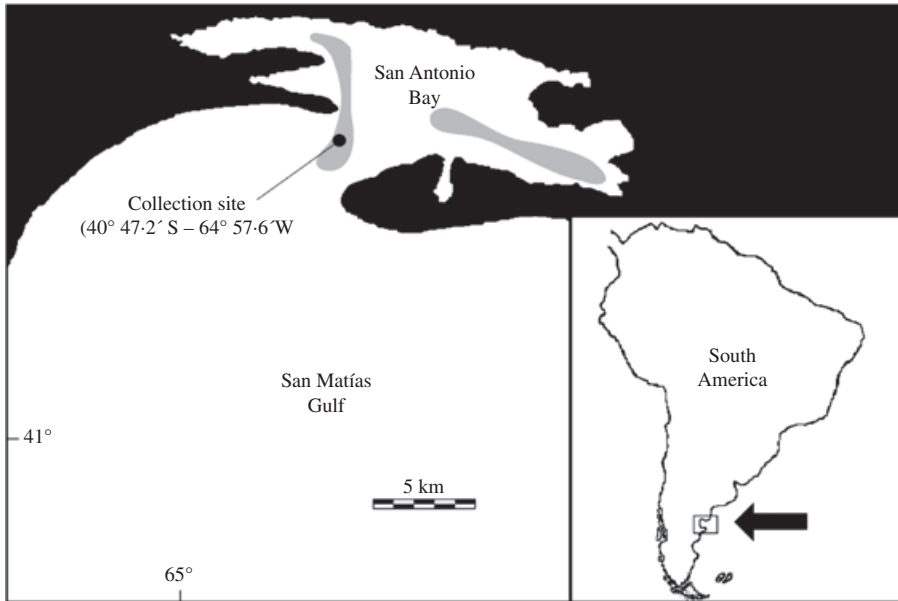 San Antonio
Bay
Collection site
(40° 47·2´ S – 64° 57·6´W
South
America
San Matías
Gulf
41°
5 km
65°